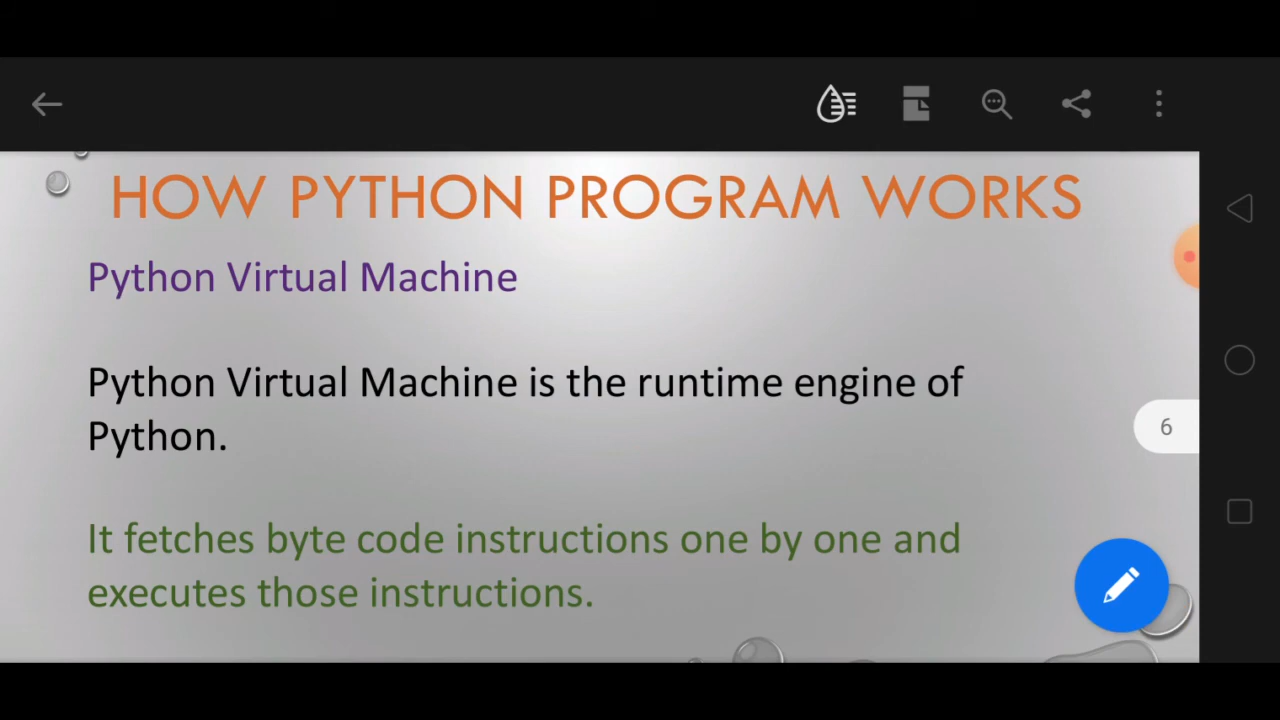 HOW PYTHON PROGRAM WORKS
Python Virtual Machine
Python Virtual Machine is the runtime engine of
Python.
6
It fetches byte code instructions one by one and
executes those instructions.